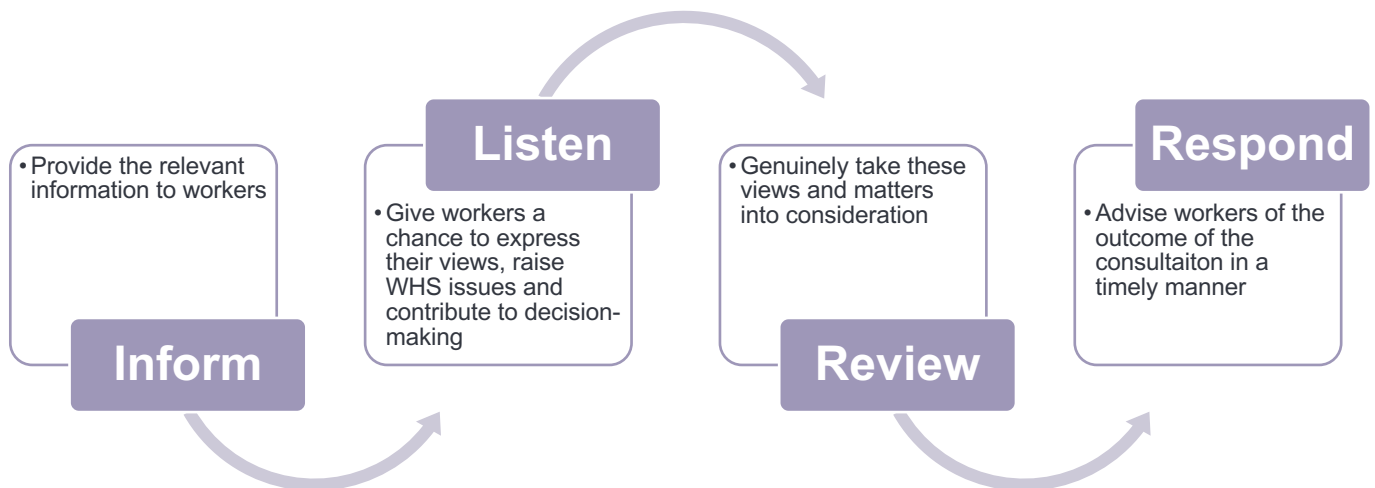 • Provide the relevant
information to workers
Inform
Listen
• Give workers a
chance to express
their views, raise
WHS issues and
contribute to decision-
making
• Genuinely take these
views and matters
into consideration
Review
Respond
• Advise workers of the
outcome of the
consultaiton in a
timely manner